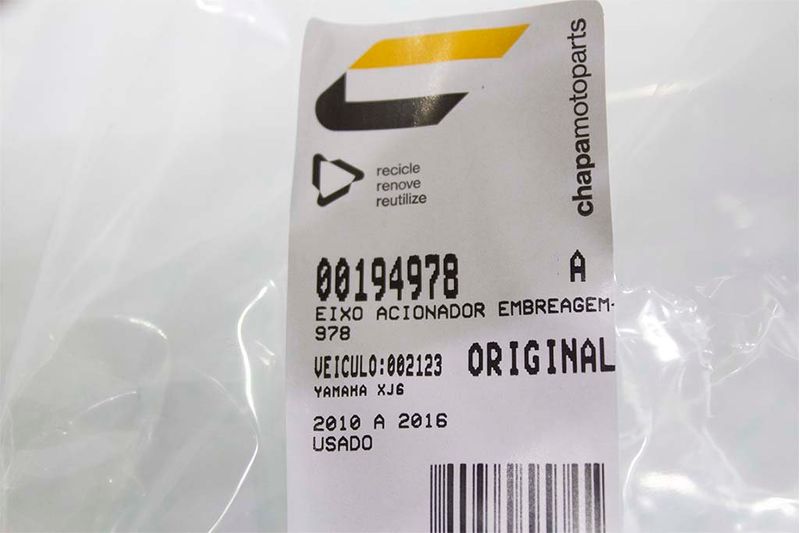 chapamotoparts
recicle
renove
reutilize
00194978 A
EIXO ACIONADOR EMBREAGEM-
978
VEICULO:002123 ORIGINAL
YAMAHA XJ6
2010 A 2016
USADO